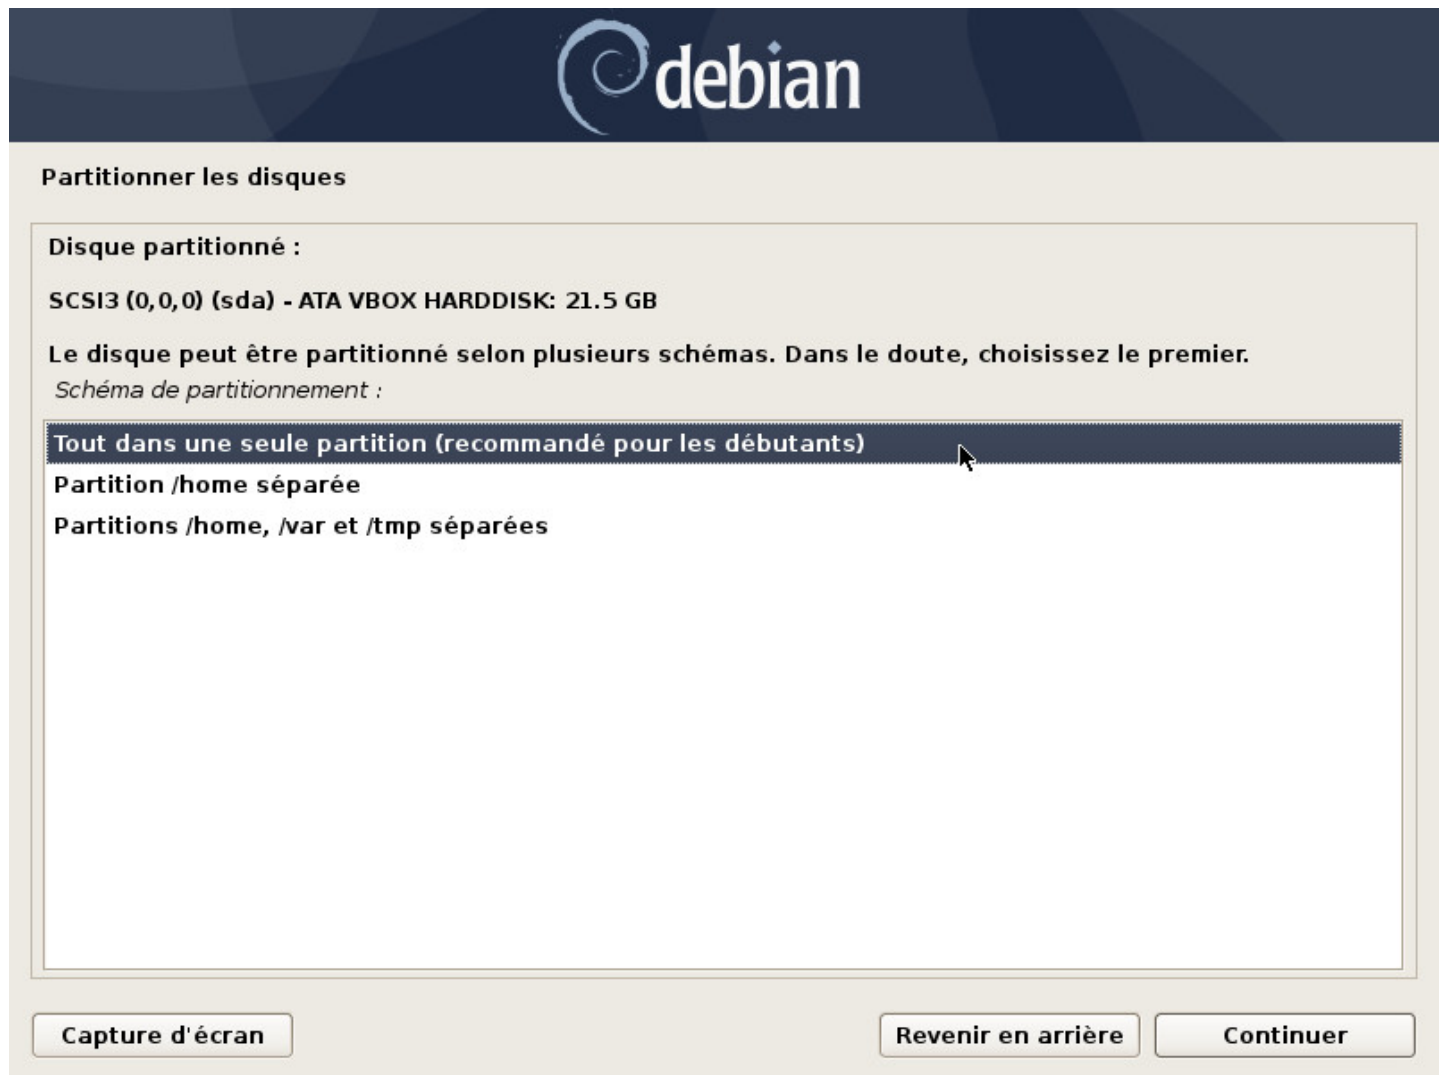 debian
Partitionner les disques
Disque partitionné :
SCSI3 (0,0,0) (sda) - ATA VBOX HARDDISK: 21.5 GB
Le disque peut être partitionné selon plusieurs schémas. Dans le doute, choisissez le premier.
Schéma de partitionnement :
Tout dans une seule partition (recommandé pour les débutants)
Partition /home séparée
Partitions /home, /var et /tmp séparées
Capture d'écran
Revenir en arrière
Continuer